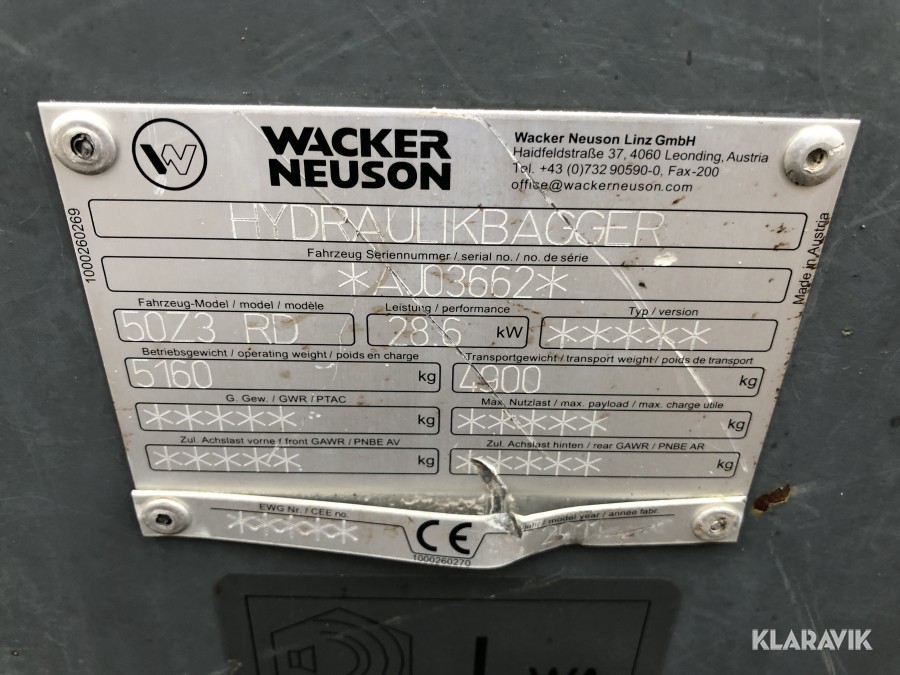 W
WACKER
NEUSON
Wacker Neuson Linz GmbH
Haidfeldstraße 37, 4060 Leonding, Austria
Tel. +43 (0)732 90590-0, Fax-200
office@wackerneuson.com
1000260269
HYDRAULIKBAGGER
Made in Austria
Fahrzeug Seriennummer / serial no. / no. de série
*AJ03662*
Fahrzeug-Model / model / modèle
50Z3 RD
Leistung / performance
28.6 kW
Typ / version
*****
Betriebsgewicht / operating weight / poids en charge
5160 kg
Transportgewicht / transport weight / poids de transport
4900 kg
G. Gew. / GWR / PTAC
***** kg
Max. Nutzlast / max. payload / max. charge utile
***** kg
Zul. Achslast vorne / front GAWR / PNBE AV
***** kg
Zul. Achslast hinten / rear GAWR / PNBE AR
***** kg
EWG Nr. / CEE no.
*****
CE
1000260270
model year / année fabr.
KLARAVIK